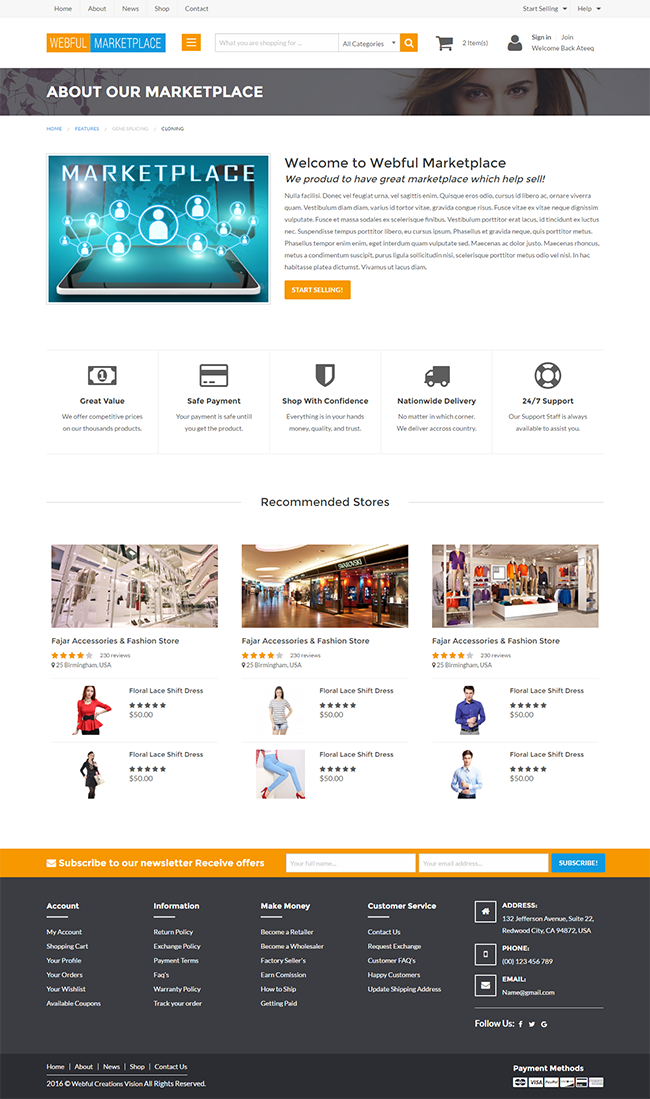 Home About News Shop Contact Start Selling Help
WEBFUL MARKETPLACE
What you are shopping for ... All Categories
2 Item(s)
Sign in Join
Welcome Back Ateeq
ABOUT OUR MARKETPLACE
HOME / FEATURES / GENE SPLICING / CLONING
MARKETPLACE
Welcome to Webful Marketplace
We produd to have great marketplace which help sell!
Nulla facilisi. Donec vel feugiat urna, vel sagittis enim. Quisque eros odio, cursus id libero ac, ornare viverra
quam. Vestibulum diam diam, varius id tortor vitae, gravida congue risus. Fusce vitae ex vitae neque dignissim
vulputate. Fusce et massa sodales ex scelerisque finibus. Vestibulum porttitor erat lacus, id tincidunt ex luctus
nec. Suspendisse tempus porttitor libero, eu cursus ipsum. Phasellus et gravida neque, quis porttitor metus.
Phasellus tempor enim enim, eget interdum quam vulputate sed. Maecenas ac dolor justo. Maecenas rhoncus,
metus a condimentum suscipit, purus ligula sollicitudin nisi, scelerisque porttitor metus odio vel nisl. In hac
habitasse platea dictumst. Vivamus ut lacus diam.
START SELLING!
Great Value
We offer competitive prices
on our thousands products.
Safe Payment
Your payment is safe untill
you get the product.
Shop With Confidence
Everything is in your hands
money, quality, and trust.
Nationwide Delivery
No matter in which corner.
We deliver accross country.
24/7 Support
Our Support Staff is always
available to assist you.
Recommended Stores
SWAROVSKI
Fajar Accessories & Fashion Store
230 reviews
25 Birmingham, USA
Floral Lace Shift Dress
$50.00
Floral Lace Shift Dress
$50.00
Fajar Accessories & Fashion Store
230 reviews
25 Birmingham, USA
Floral Lace Shift Dress
$50.00
Floral Lace Shift Dress
$50.00
Fajar Accessories & Fashion Store
230 reviews
25 Birmingham, USA
Floral Lace Shift Dress
$50.00
Floral Lace Shift Dress
$50.00
Subscribe to our newsletter Receive offers
Your full name...
Your email address...
SUBSCRIBE!
Account
My Account
Shopping Cart
Your Profile
Your Orders
Your Wishlist
Available Coupons
Information
Return Policy
Exchange Policy
Payment Terms
Faq's
Warranty Policy
Track your order
Make Money
Become a Retailer
Become a Wholesaler
Factory Seller's
Earn Comission
How to Ship
Getting Paid
Customer Service
Contact Us
Request Exchange
Customer FAQ's
Happy Customers
Update Shipping Address
ADDRESS:
132 Jefferson Avenue, Suite 22,
Redwood City, CA 94872, USA
PHONE:
(00) 123 456 789
EMAIL:
Name@gmail.com
Follow Us:
Home | About | News | Shop | Contact Us
2016 © Webful Creations Vision All Rights Reserved.
Payment Methods
VISA PayPal